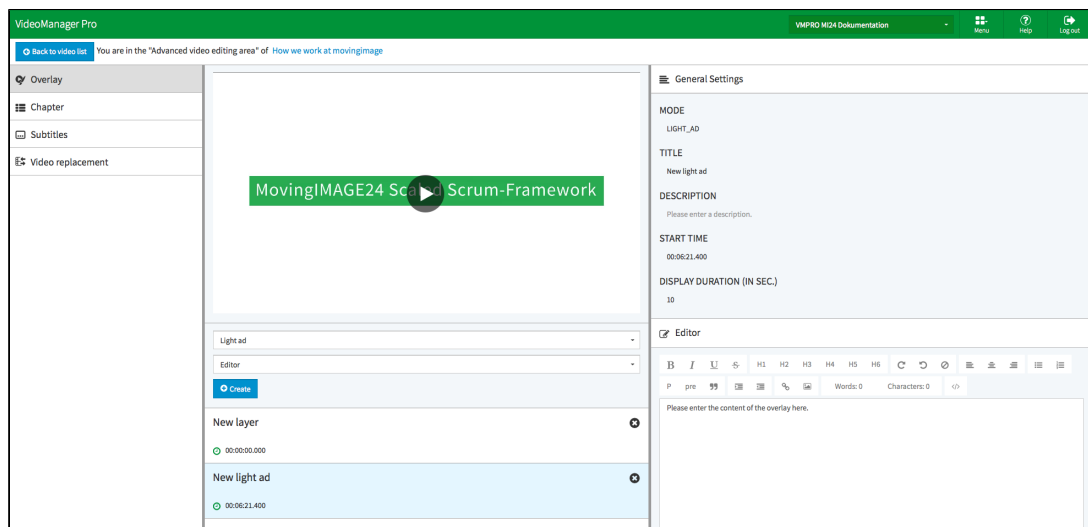 VideoManager Pro
VMPRO MI24 Dokumentation
Menu
Help
Log out
Back to video list
You are in the "Advanced video editing area" of How we work at movingimage
Overlay
Chapter
Subtitles
Video replacement
MovingIMAGE24 Scaled Scrum-Framework
Light ad
Editor
Create
New layer
00:00:00.000
New light ad
00:06:21.400
General Settings
MODE
LIGHT_AD
TITLE
New light ad
DESCRIPTION
Please enter a description.
START TIME
00:06:21.400
DISPLAY DURATION (IN SEC.)
10
Editor
B I U S H1 H2 H3 H4 H5 H6
P pre Words: 0 Characters: 0 </>
Please enter the content of the overlay here.